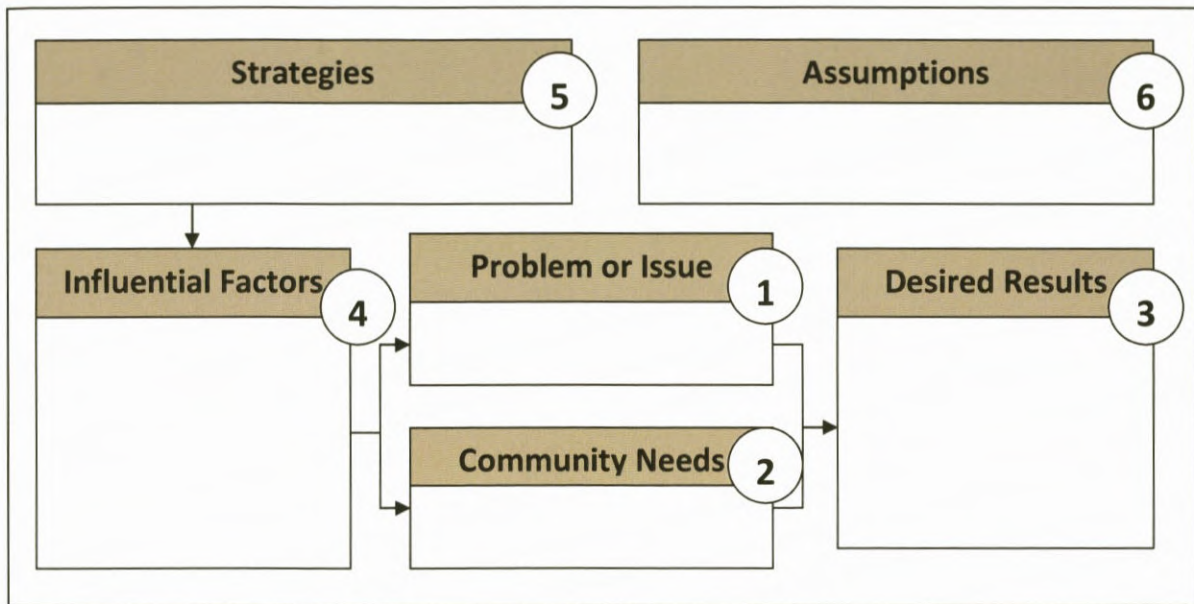 Strategies
5
Assumptions
6
Influential Factors
4
Problem or Issue
1
Community Needs
2
Desired Results
3